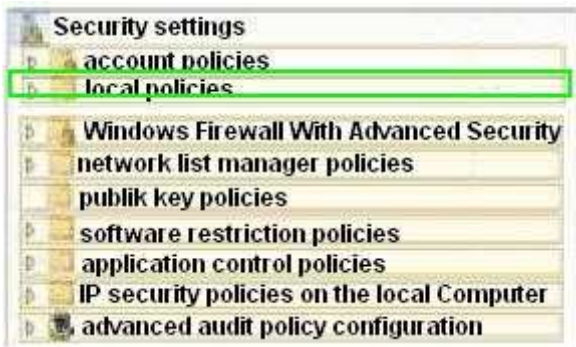 Security settings
account policies
local policies
Windows Firewall With Advanced Security
network list manager policies
publik key policies
software restriction policies
application control policies
IP security policies on the local Computer
advanced audit policy configuration